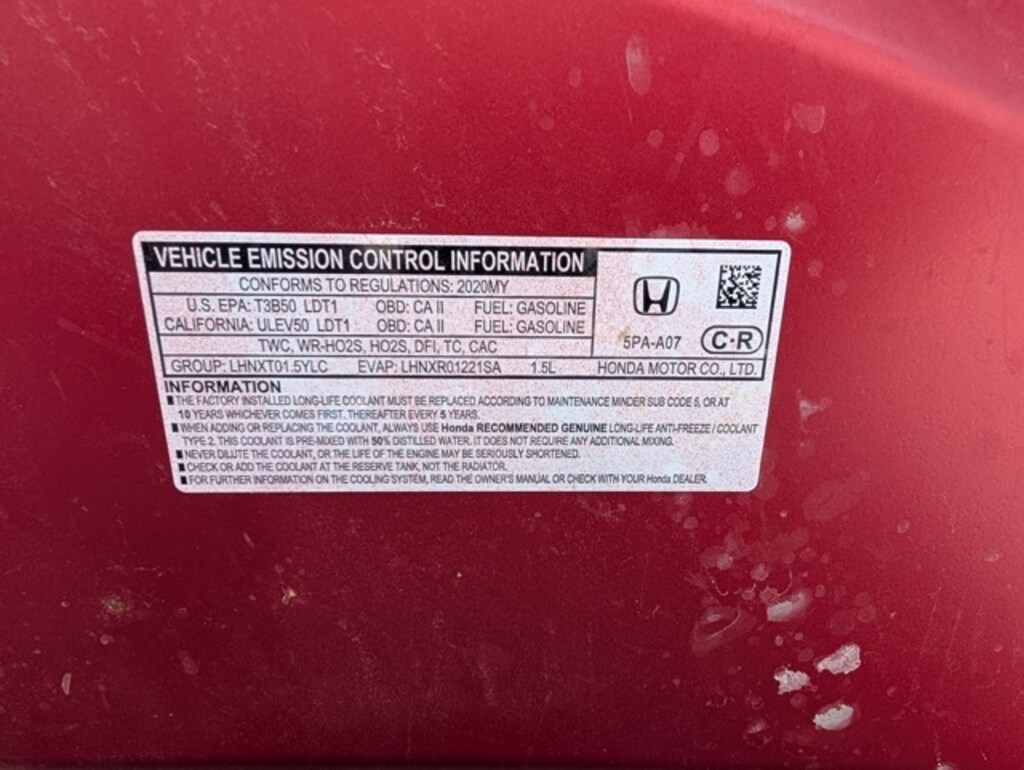 VEHICLE EMISSION CONTROL INFORMATION
CONFORMS TO REGULATIONS: 2020MY
U.S. EPA: T3B50 LDT1 OBD: CA II FUEL: GASOLINE
CALIFORNIA: ULEV50 LDT1 OBD: CA II FUEL: GASOLINE
TWC, WR-HO2S, HO2S, DFI, TC, CAC
5PA-A07 C·R
GROUP: LHNXT01.5YLC EVAP: LHNXR01221SA 1.5L HONDA MOTOR CO., LTD.
INFORMATION
■ THE FACTORY INSTALLED LONG-LIFE COOLANT MUST BE REPLACED ACCORDING TO MAINTENANCE MINDER SUB CODE 5, OR AT
10 YEARS WHICHEVER COMES FIRST. THEREAFTER EVERY 5 YEARS.
■ WHEN ADDING OR REPLACING THE COOLANT, ALWAYS USE Honda RECOMMENDED GENUINE LONG-LIFE ANTI-FREEZE / COOLANT
TYPE 2. THIS COOLANT IS PRE-MIXED WITH 50% DISTILLED WATER. IT DOES NOT REQUIRE ANY ADDITIONAL MIXING.
■ NEVER DILUTE THE COOLANT, OR THE LIFE OF THE ENGINE MAY BE SERIOUSLY SHORTENED.
■ CHECK OR ADD THE COOLANT AT THE RESERVE TANK, NOT THE RADIATOR.
■ FOR FURTHER INFORMATION ON THE COOLING SYSTEM, READ THE OWNER'S MANUAL OR CHECK WITH YOUR Honda DEALER.